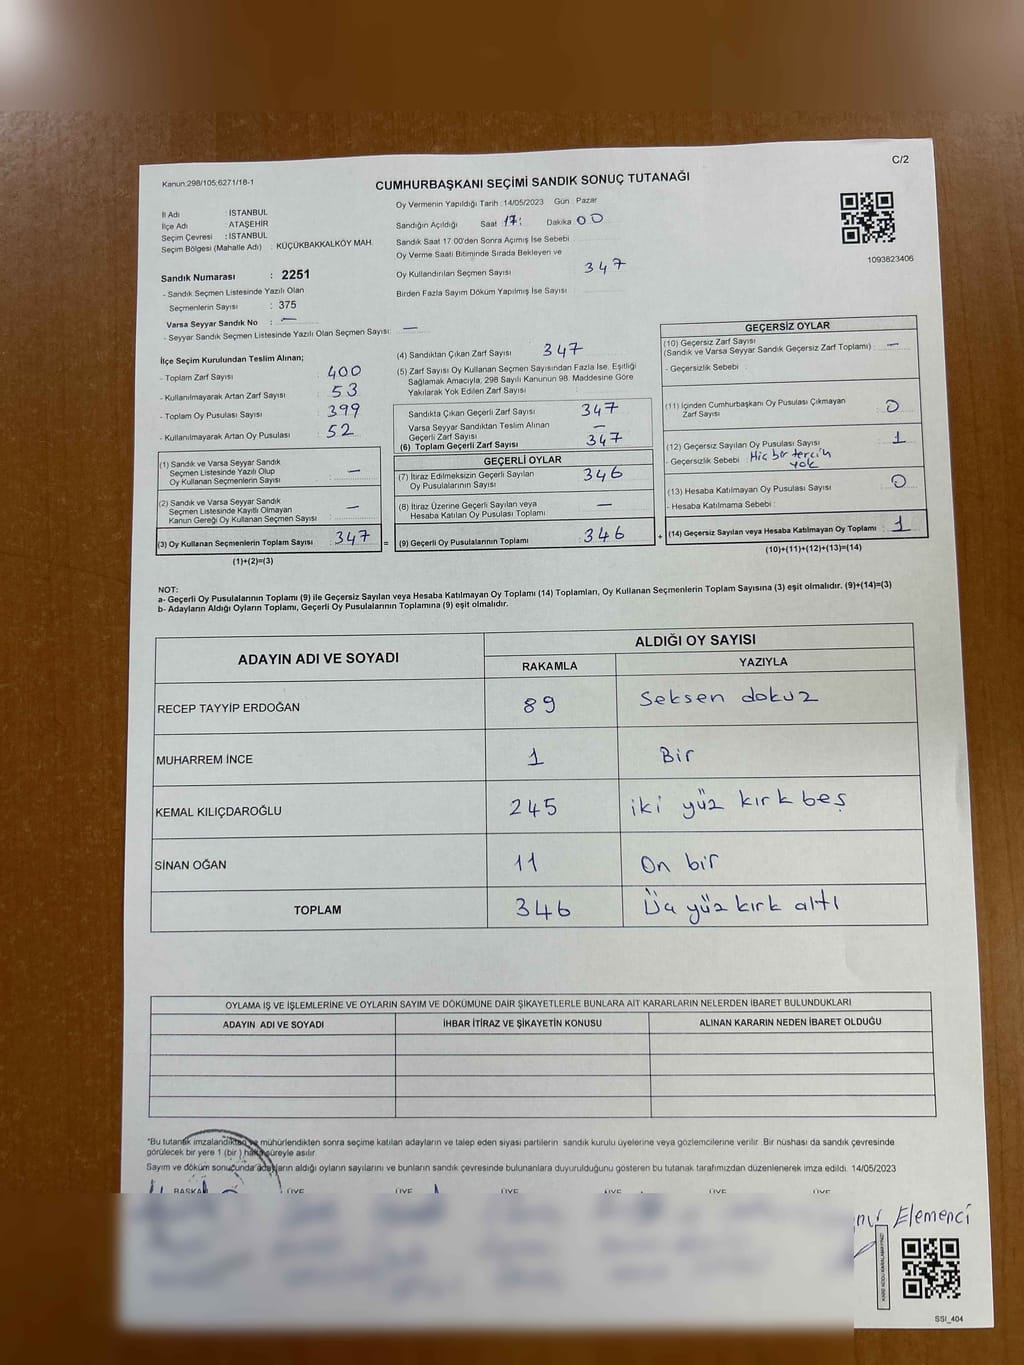 C/2
Kanun:298/105;6271/18-1
CUMHURBAŞKANI SEÇİMİ SANDIK SONUÇ TUTANAĞI
İl Adı : İSTANBUL
İlçe Adı : ATAŞEHİR
Seçim Çevresi : İSTANBUL
Seçim Bölgesi (Mahalle Adı) : KÜÇÜKBAKKALKÖY MAH.
Oy Vermenin Yapıldığı Tarih : 14/05/2023 Gün : Pazar
Sandığın Açıldığı Saat 17: Dakika 00
Sandık Saat 17:00'den Sonra Açımış İse Sebebi
Oy Verme Saati Bitiminde Sırada Bekleyen ve
Oy Kullandırılan Seçmen Sayısı 347
Birden Fazla Sayım Döküm Yapılmış İse Sayısı :
1093823406
Sandık Numarası : 2251
- Sandık Seçmen Listesinde Yazılı Olan
Seçmenlerin Sayısı : 375
Varsa Seyyar Sandık No : —
- Seyyar Sandık Seçmen Listesinde Yazılı Olan Seçmen Sayısı: —
İlçe Seçim Kurulundan Teslim Alınan;
- Toplam Zarf Sayısı : 400
- Kullanılmayarak Artan Zarf Sayısı : 53
- Toplam Oy Pusulası Sayısı : 399
- Kullanılmayarak Artan Oy Pusulası : 52
(1) Sandık ve Varsa Seyyar Sandık
Seçmen Listesinde Yazılı Olup
Oy Kullanan Seçmenlerin Sayısı : —
(2) Sandık ve Varsa Seyyar Sandık
Seçmen Listesinde Kayıtlı Olmayan
Kanun Gereği Oy Kullanan Seçmen Sayısı : —
(3) Oy Kullanan Seçmenlerin Toplam Sayısı : 347 =
(1)+(2)=(3)
(4) Sandıktan Çıkan Zarf Sayısı : 347
(5) Zarf Sayısı Oy Kullanan Seçmen Sayısından Fazla İse, Eşitliği
Sağlamak Amacıyla, 298 Sayılı Kanunun 98. Maddesine Göre
Yakılarak Yok Edilen Zarf Sayısı :
Sandıkta Çıkan Geçerli Zarf Sayısı : 347
Varsa Seyyar Sandıktan Teslim Alınan
Geçerli Zarf Sayısı : —
(6) Toplam Geçerli Zarf Sayısı : 347
GEÇERLİ OYLAR
(7) İtiraz Edilmeksizin Geçerli Sayılan
Oy Pusulalarının Sayısı : 346
(8) İtiraz Üzerine Geçerli Sayılan veya
Hesaba Katılan Oy Pusulası Toplamı : —
(9) Geçerli Oy Pusulalarının Toplamı : 346 +
GEÇERSİZ OYLAR
(10) Geçersiz Zarf Sayısı
(Sandık ve Varsa Seyyar Sandık Geçersiz Zarf Toplamı) : —
- Geçersizlik Sebebi :
(11) İçinden Cumhurbaşkanı Oy Pusulası Çıkmayan
Zarf Sayısı : 0
(12) Geçersiz Sayılan Oy Pusulası Sayısı : 1
- Geçersizlik Sebebi : Hiç bir tercih
yok
(13) Hesaba Katılmayan Oy Pusulası Sayısı : 0
- Hesaba Katılmama Sebebi :
(14) Geçersiz Sayılan veya Hesaba Katılmayan Oy Toplamı : 1
(10)+(11)+(12)+(13)=(14)
NOT:
a- Geçerli Oy Pusulalarının Toplamı (9) ile Geçersiz Sayılan veya Hesaba Katılmayan Oy Toplamı (14) Toplamları, Oy Kullanan Seçmenlerin Toplam Sayısına (3) eşit olmalıdır. (9)+(14)=(3)
b- Adayların Aldığı Oyların Toplamı, Geçerli Oy Pusulalarının Toplamına (9) eşit olmalıdır.
ADAYIN ADI VE SOYADI
ALDIĞI OY SAYISI
RAKAMLA YAZIYLA
RECEP TAYYİP ERDOĞAN 89 Seksen dokuz
MUHARREM İNCE 1 Bir
KEMAL KILIÇDAROĞLU 245 iki yüz kırk beş
SİNAN OĞAN 11 On bir
TOPLAM 346 Üç yüz kırk altı
OYLAMA İŞ VE İŞLEMLERİNE VE OYLARIN SAYIM VE DÖKÜMÜNE DAİR ŞİKAYETLERLE BUNLARA AİT KARARLARIN NELERDEN İBARET BULUNDUKLARI
ADAYIN ADI VE SOYADI İHBAR İTİRAZ VE ŞİKAYETİN KONUSU ALINAN KARARIN NEDEN İBARET OLDUĞU
*Bu tutanak imzalandıktan ve mühürlendikten sonra seçime katılan adayların ve talep eden siyasi partilerin sandık kurulu üyelerine veya gözlemcilerine verilir. Bir nüshası da sandık çevresinde
görülecek bir yere 1 (bir) hafta süreyle asılır.
Sayım ve döküm sonucunda adayların aldığı oyların sayılarını ve bunların sandık çevresinde bulunanlara duyurulduğunu gösteren bu tutanak tarafımızdan düzenlenerek imza edildi. 14/05/2023
BAŞKAN ÜYE ÜYE ÜYE ÜYE ÜYE ÜYE
Elemenci
SSI_404